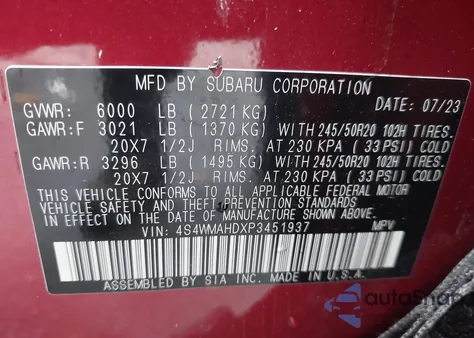 MFD BY SUBARU CORPORATION
GVWR: 6000 LB (2721 KG) DATE: 07/23
GAWR:F 3021 LB (1370 KG) WITH 245/50R20 102H TIRES.
20X7 1/2J RIMS. AT 230 KPA (33 PSI) COLD
GAWR:R 3296 LB (1495 KG) WITH 245/50R20 102H TIRES.
20X7 1/2J RIMS. AT 230 KPA (33 PSI) COLD
THIS VEHICLE CONFORMS TO ALL APPLICABLE FEDERAL MOTOR
VEHICLE SAFETY AND THEFT PREVENTION STANDARDS
IN EFFECT ON THE DATE OF MANUFACTURE SHOWN ABOVE.
VIN: 4S4WMAHDXP3451937 MPV
ASSEMBLED BY SIA INC. MADE IN U.S.A.
autoSnap